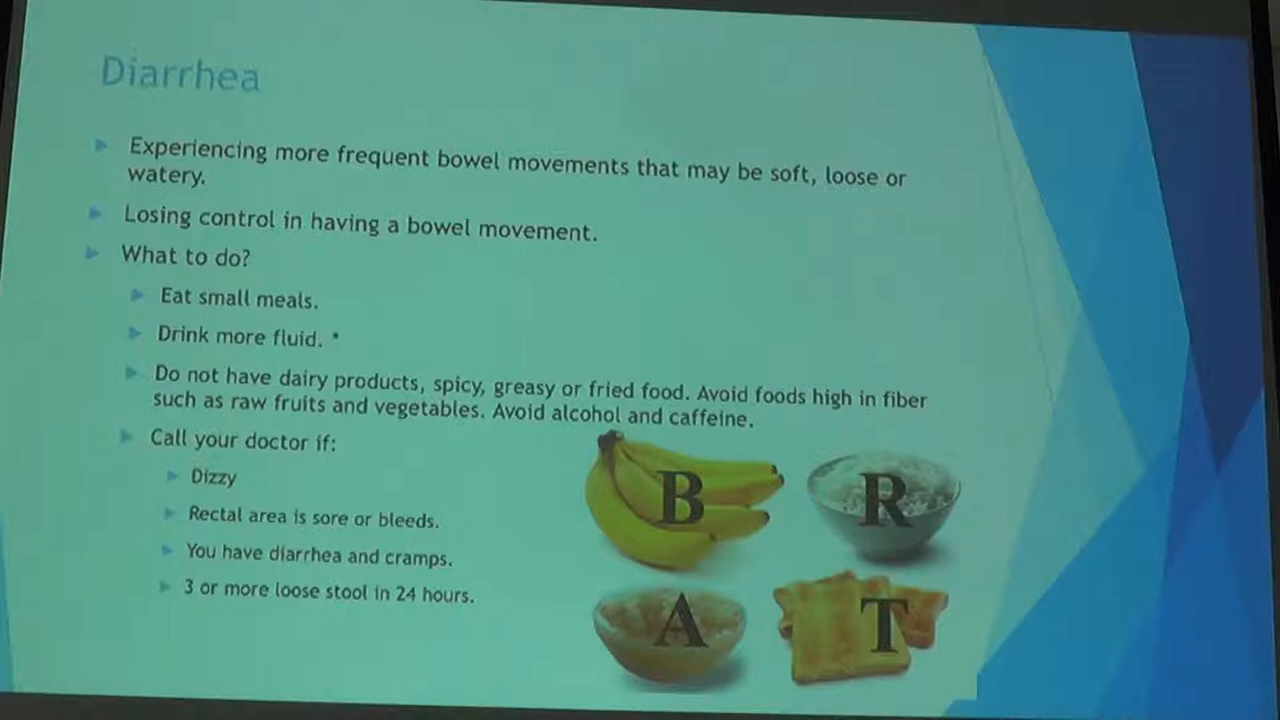 Diarrhea
Experiencing more frequent bowel movements that may be soft, loose or
watery.
Losing control in having a bowel movement.
What to do?
Eat small meals.
Drink more fluid. *
Do not have dairy products, spicy, greasy or fried food. Avoid foods high in fiber
such as raw fruits and vegetables. Avoid alcohol and caffeine.
Call your doctor if:
Dizzy
Rectal area is sore or bleeds.
You have diarrhea and cramps.
3 or more loose stool in 24 hours.
B R
A T